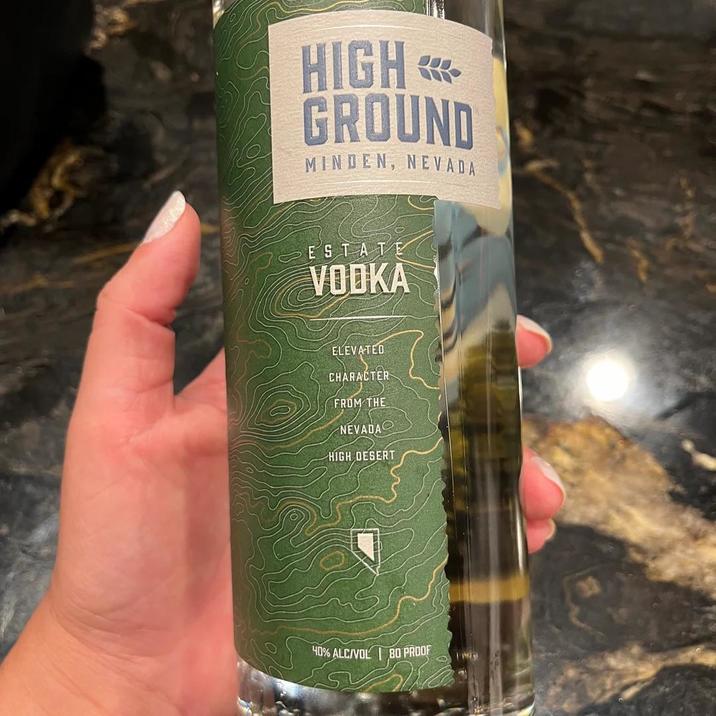 HIGH
GROUND
MINDEN, NEVADA
ESTATE
VODKA
ELEVATED
CHARACTER
FROM THE
NEVADA
HIGH DESERT
40% ALC/VOL | 80 PROOF